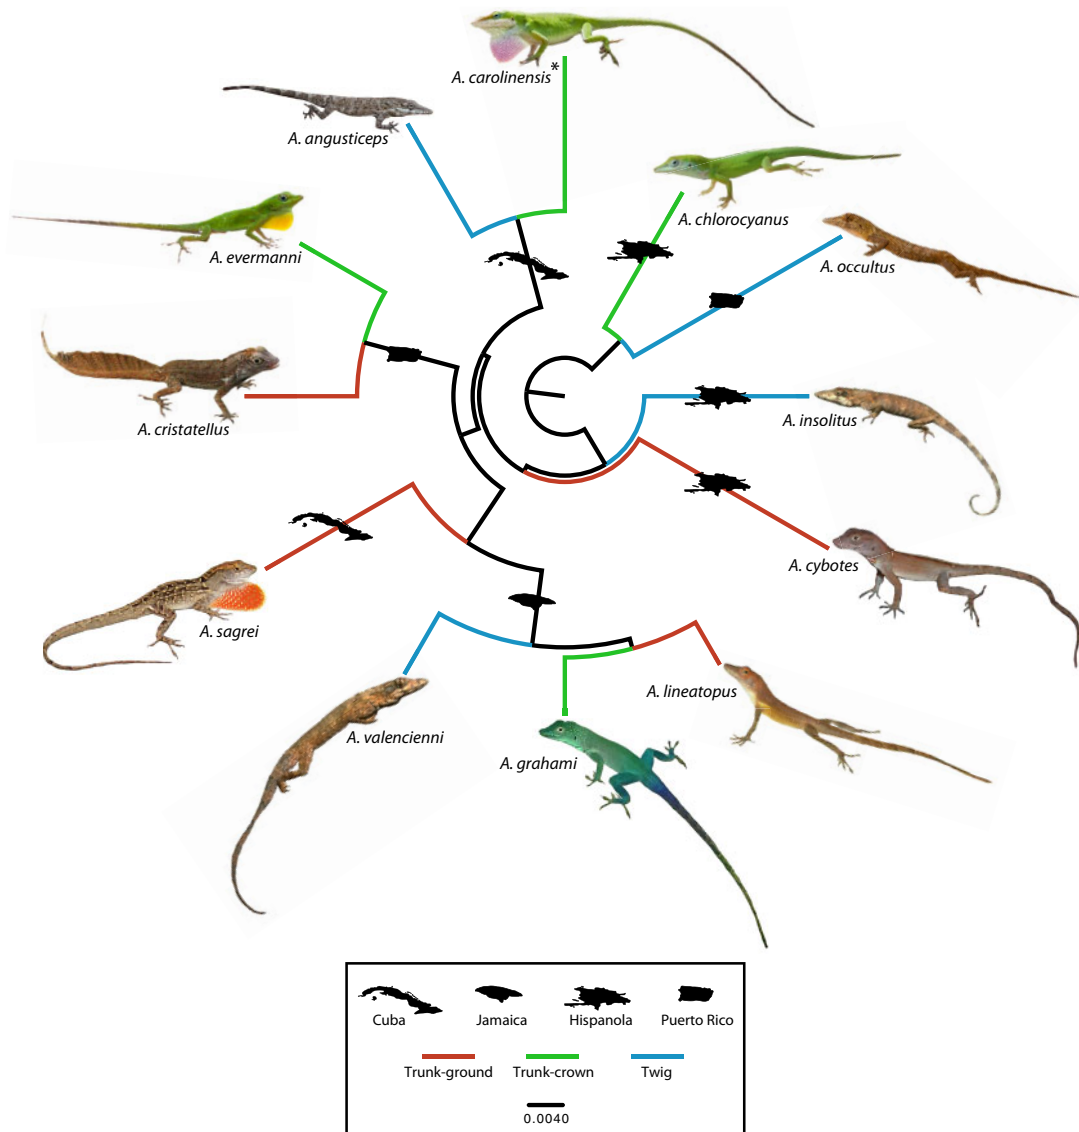 A. carolinensis*
A. angusticeps
A. chlorocyanus
A. evermanni
A. occultus
A. insolitus
A. cristatellus
A. cybotes
A. sagrei
A. lineatopus
A. valencienni
A. grahami
Cuba Jamaica Hispanola Puerto Rico
Trunk-ground Trunk-crown Twig
0.0040